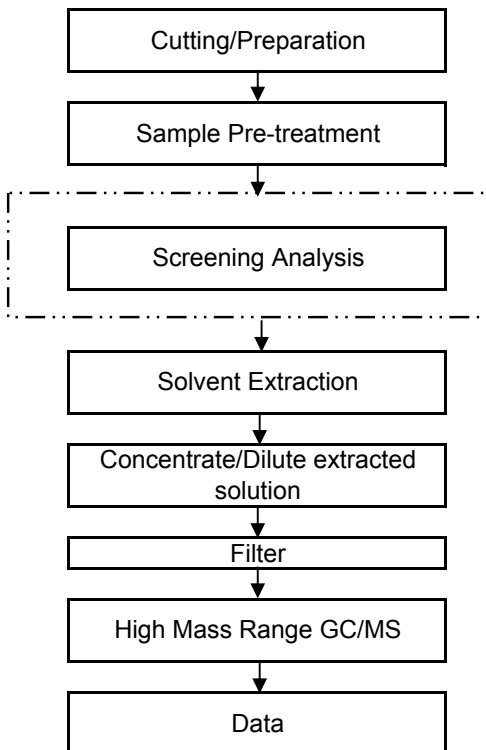 Cutting/Preparation
Sample Pre-treatment
Screening Analysis
Solvent Extraction
Concentrate/Dilute extracted
solution
Filter
High Mass Range GC/MS
Data